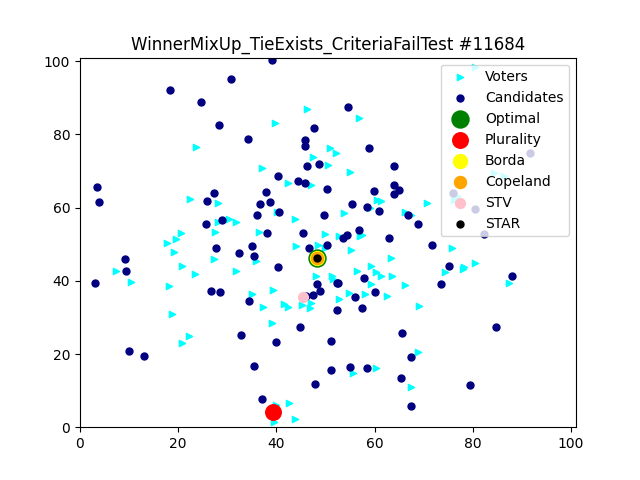 WinnerMixUp_TieExists_CriteriaFailTest #11684
Voters
Candidates
Optimal
Plurality
Borda
Copeland
STV
STAR
100
80
60
40
20
0
0 20 40 60 80 100